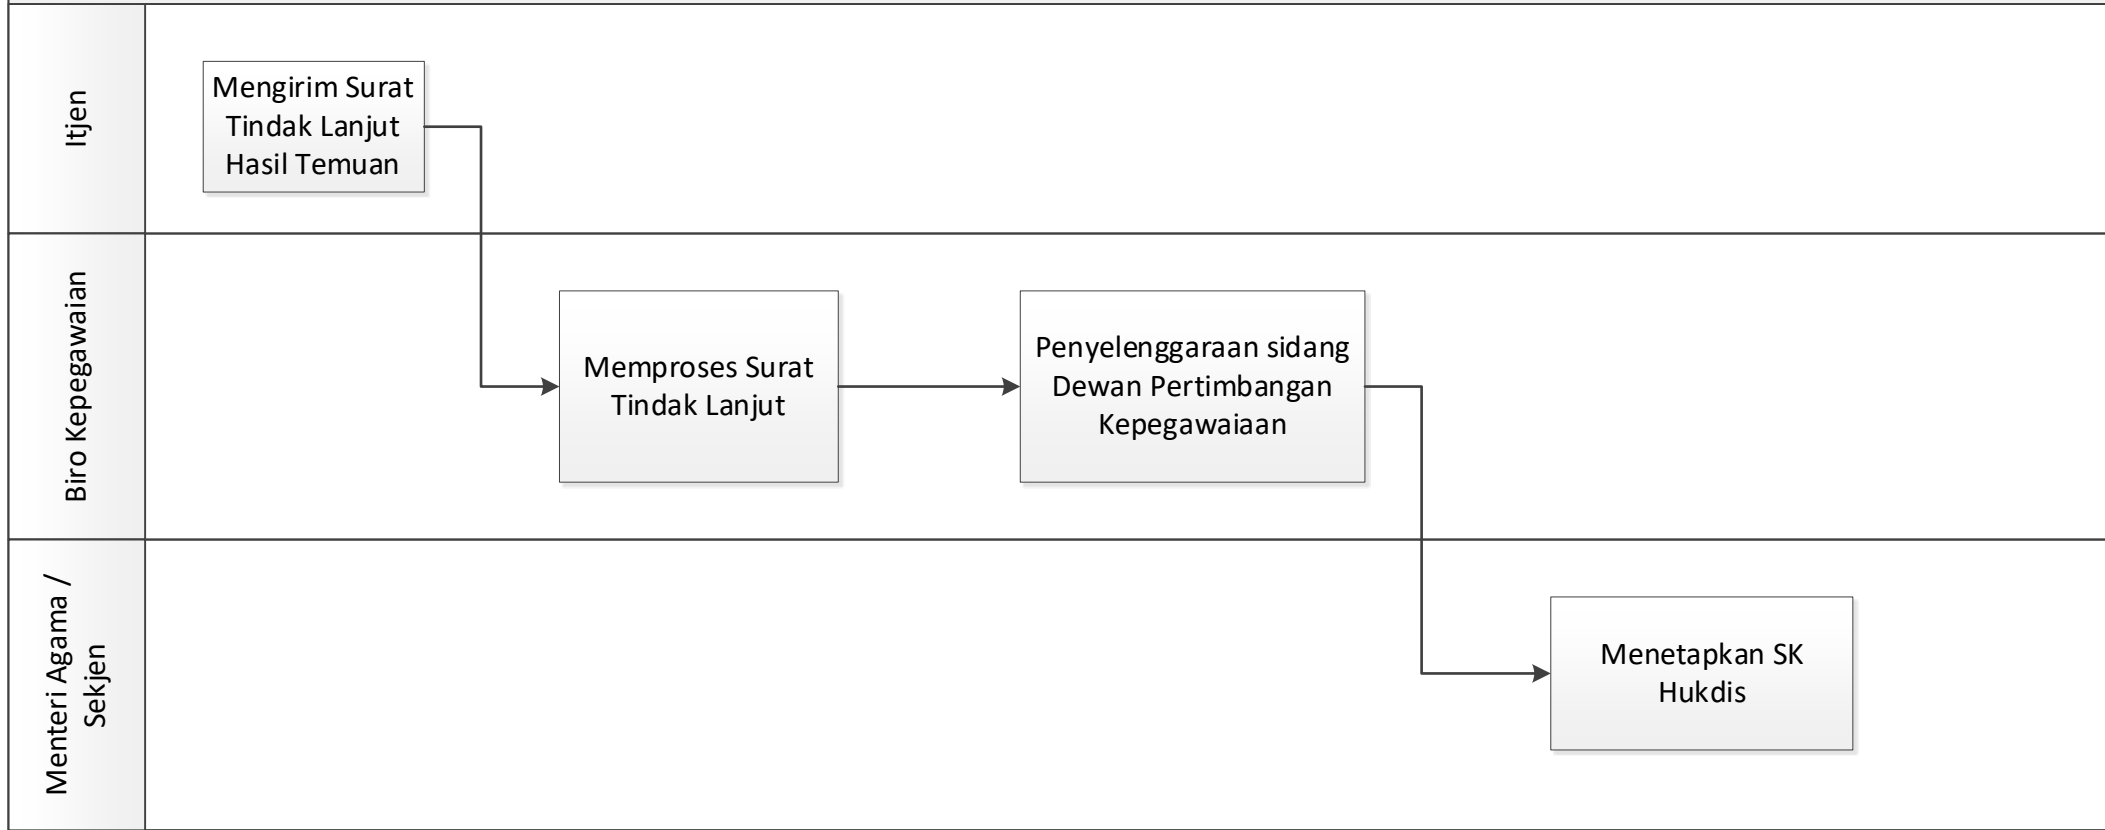 Itjen
Mengirim Surat
Tindak Lanjut
Hasil Temuan
Biro Kepegawaian
Memproses Surat
Tindak Lanjut
Penyelenggaraan sidang
Dewan Pertimbangan
Kepegawaiaan
Menteri Agama /
Sekjen
Menetapkan SK
Hukdis